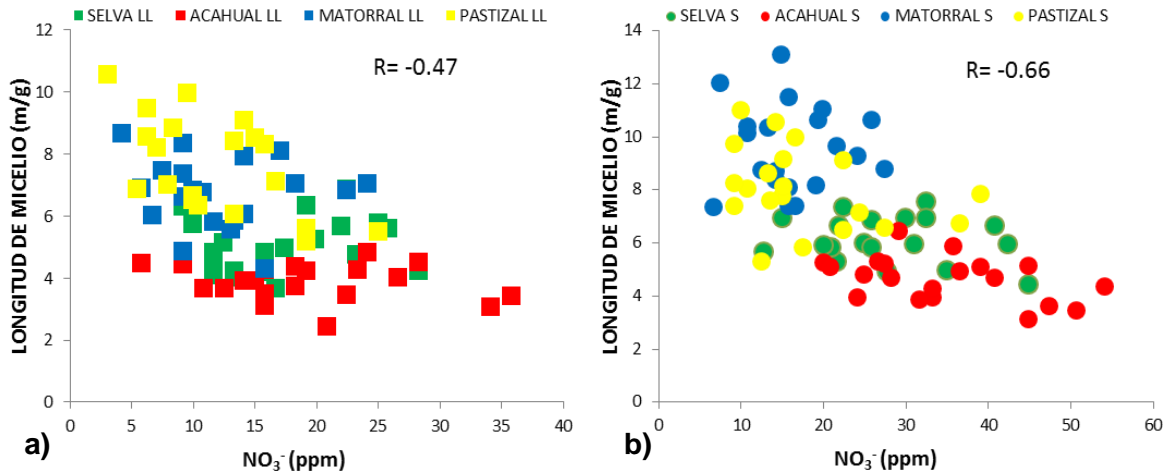 SELVA LL ACAHUAL LL MATORRAL LL PASTIZAL LL
12
10
8
6
4
2
0
LONGITUD DE MICELIO (m/g)
R= -0.47
0 5 10 15 20 25 30 35 40
a)
NO₃⁻ (ppm)
SELVA S ACAHUAL S MATORRAL S PASTIZAL S
14
12
10
8
6
4
2
0
LONGITUD DE MICELIO (m/g)
R= -0.66
0 10 20 30 40 50 60
b)
NO₃⁻ (ppm)